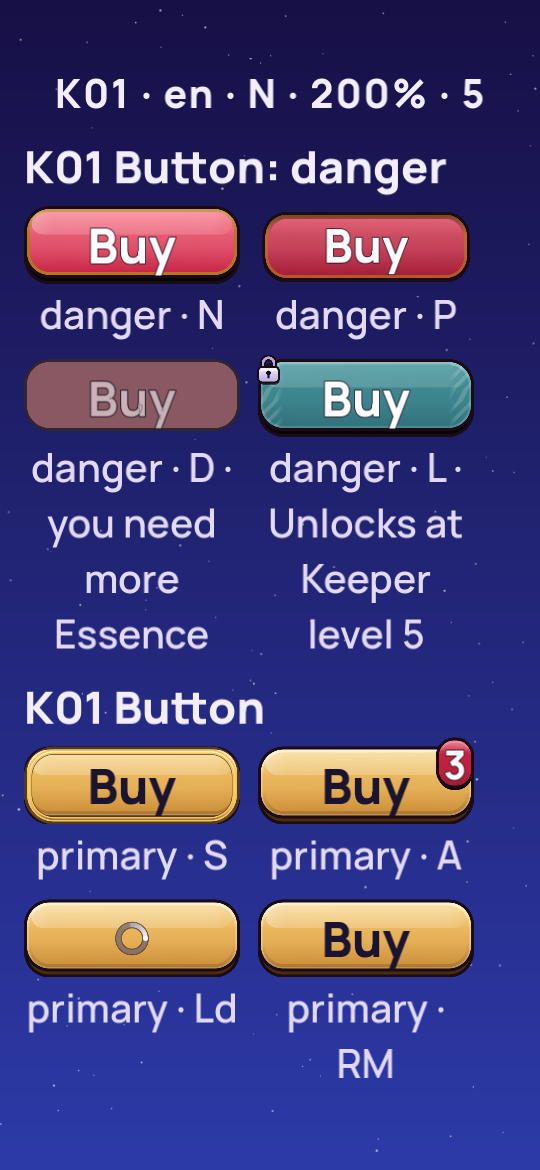 K01 · en · N · 200% · 5
K01 Button: danger
Buy
Buy
danger · N
danger · P
Buy
Buy
danger · D ·
you need
more
Essence
danger · L ·
Unlocks at
Keeper
level 5
K01 Button
Buy
Buy
3
primary · S
primary · A
Buy
primary · Ld
primary ·
RM